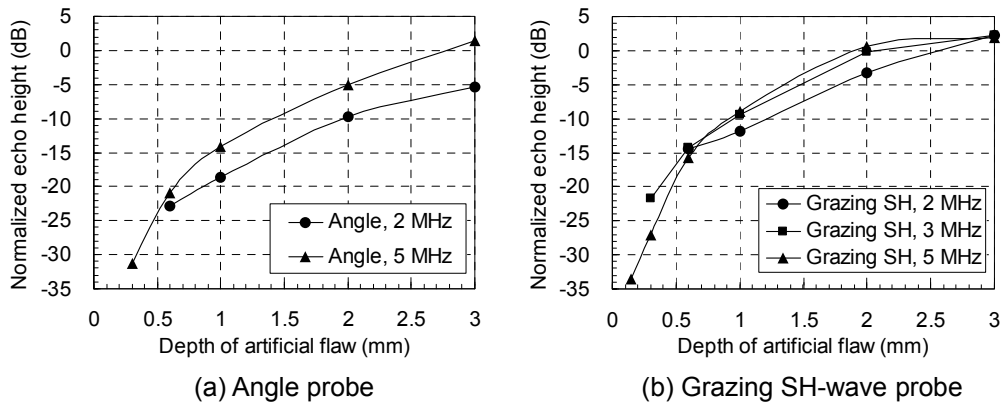 Normalized echo height (dB)
5
0
-5
-10
-15
-20
-25
-30
-35
Angle, 2 MHz
Angle, 5 MHz
0 0.5 1 1.5 2 2.5 3
Depth of artificial flaw (mm)
(a) Angle probe
Normalized echo height (dB)
5
0
-5
-10
-15
-20
-25
-30
-35
Grazing SH, 2 MHz
Grazing SH, 3 MHz
Grazing SH, 5 MHz
0 0.5 1 1.5 2 2.5 3
Depth of artificial flaw (mm)
(b) Grazing SH-wave probe